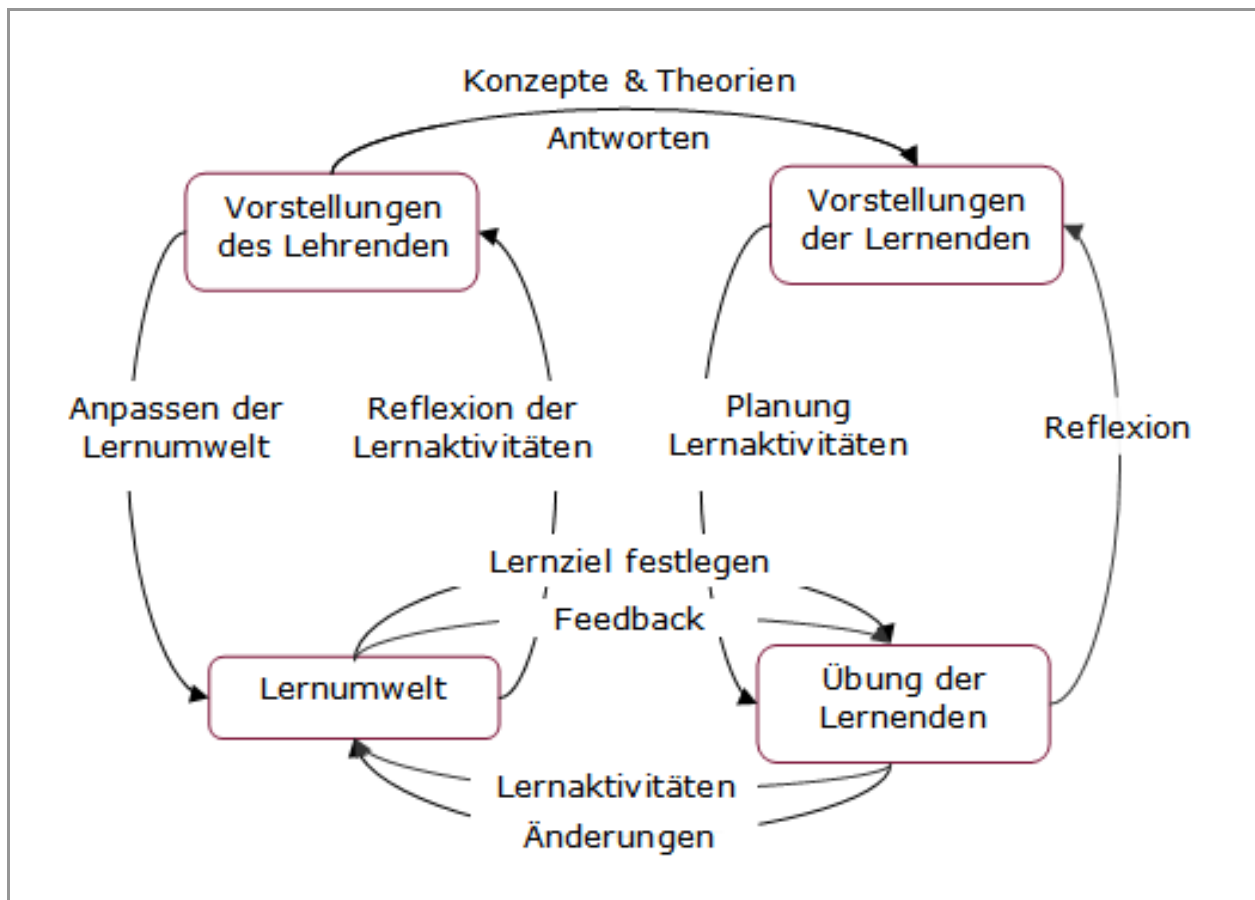 Konzepte & Theorien
Antworten
Vorstellungen
des Lehrenden
Vorstellungen
der Lernenden
Anpassen der
Lernumwelt
Reflexion der
Lernaktivitäten
Planung
Lernaktivitäten
Reflexion
Lernziel festlegen
Feedback
Lernumwelt
Übung der
Lernenden
Lernaktivitäten
Änderungen